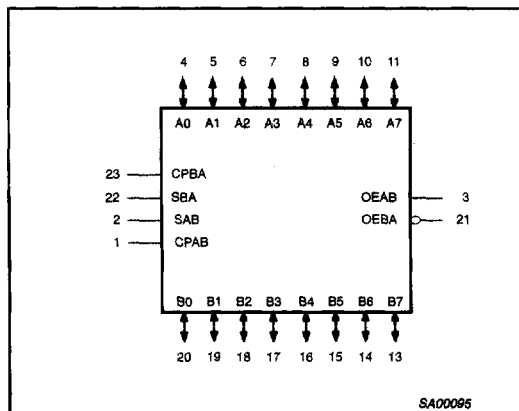 4 5 6 7 8 9 10 11
A0 A1 A2 A3 A4 A5 A6 A7
23 CPBA
22 SBA OEAB 3
2 SAB OEBA 21
1 CPAB
B0 B1 B2 B3 B4 B5 B6 B7
20 19 18 17 16 15 14 13
SA00095